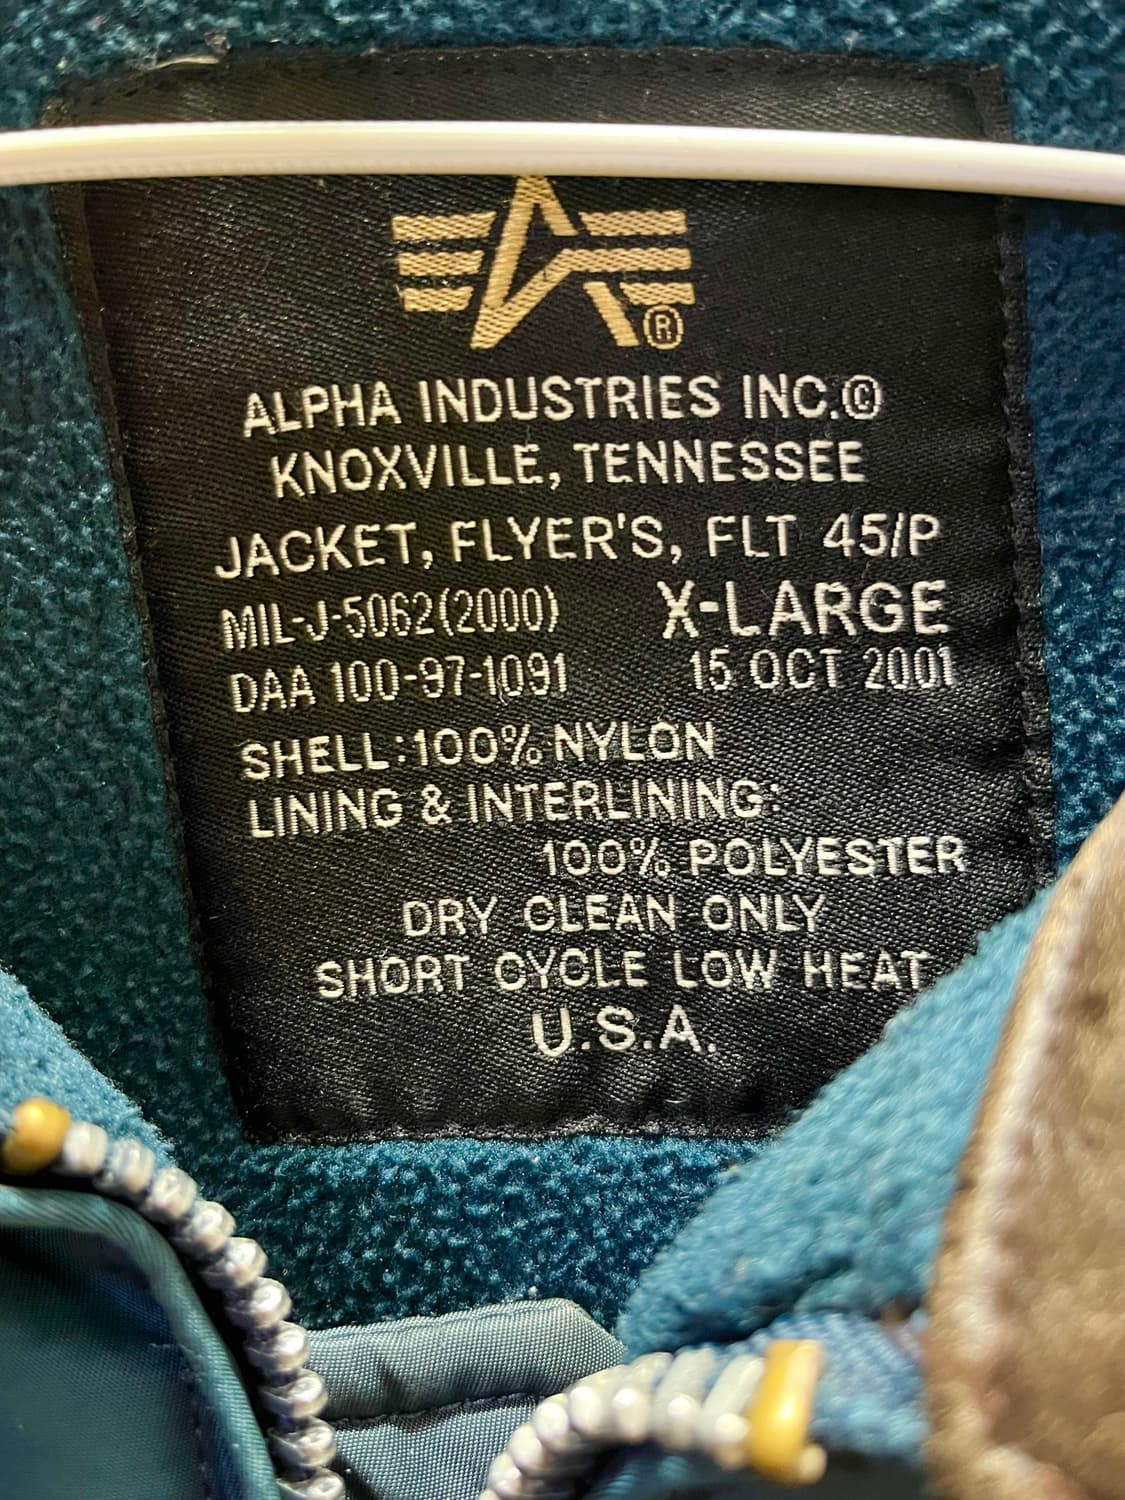 ALPHA INDUSTRIES INC.©
KNOXVILLE, TENNESSEE
JACKET, FLYER'S, FLT 45/P
MIL-J-5062(2000) X-LARGE
DAA 100-97-1091 15 OCT 2001
SHELL:100% NYLON
LINING & INTERLINING:
100% POLYESTER
DRY CLEAN ONLY
SHORT CYCLE LOW HEAT
U.S.A.